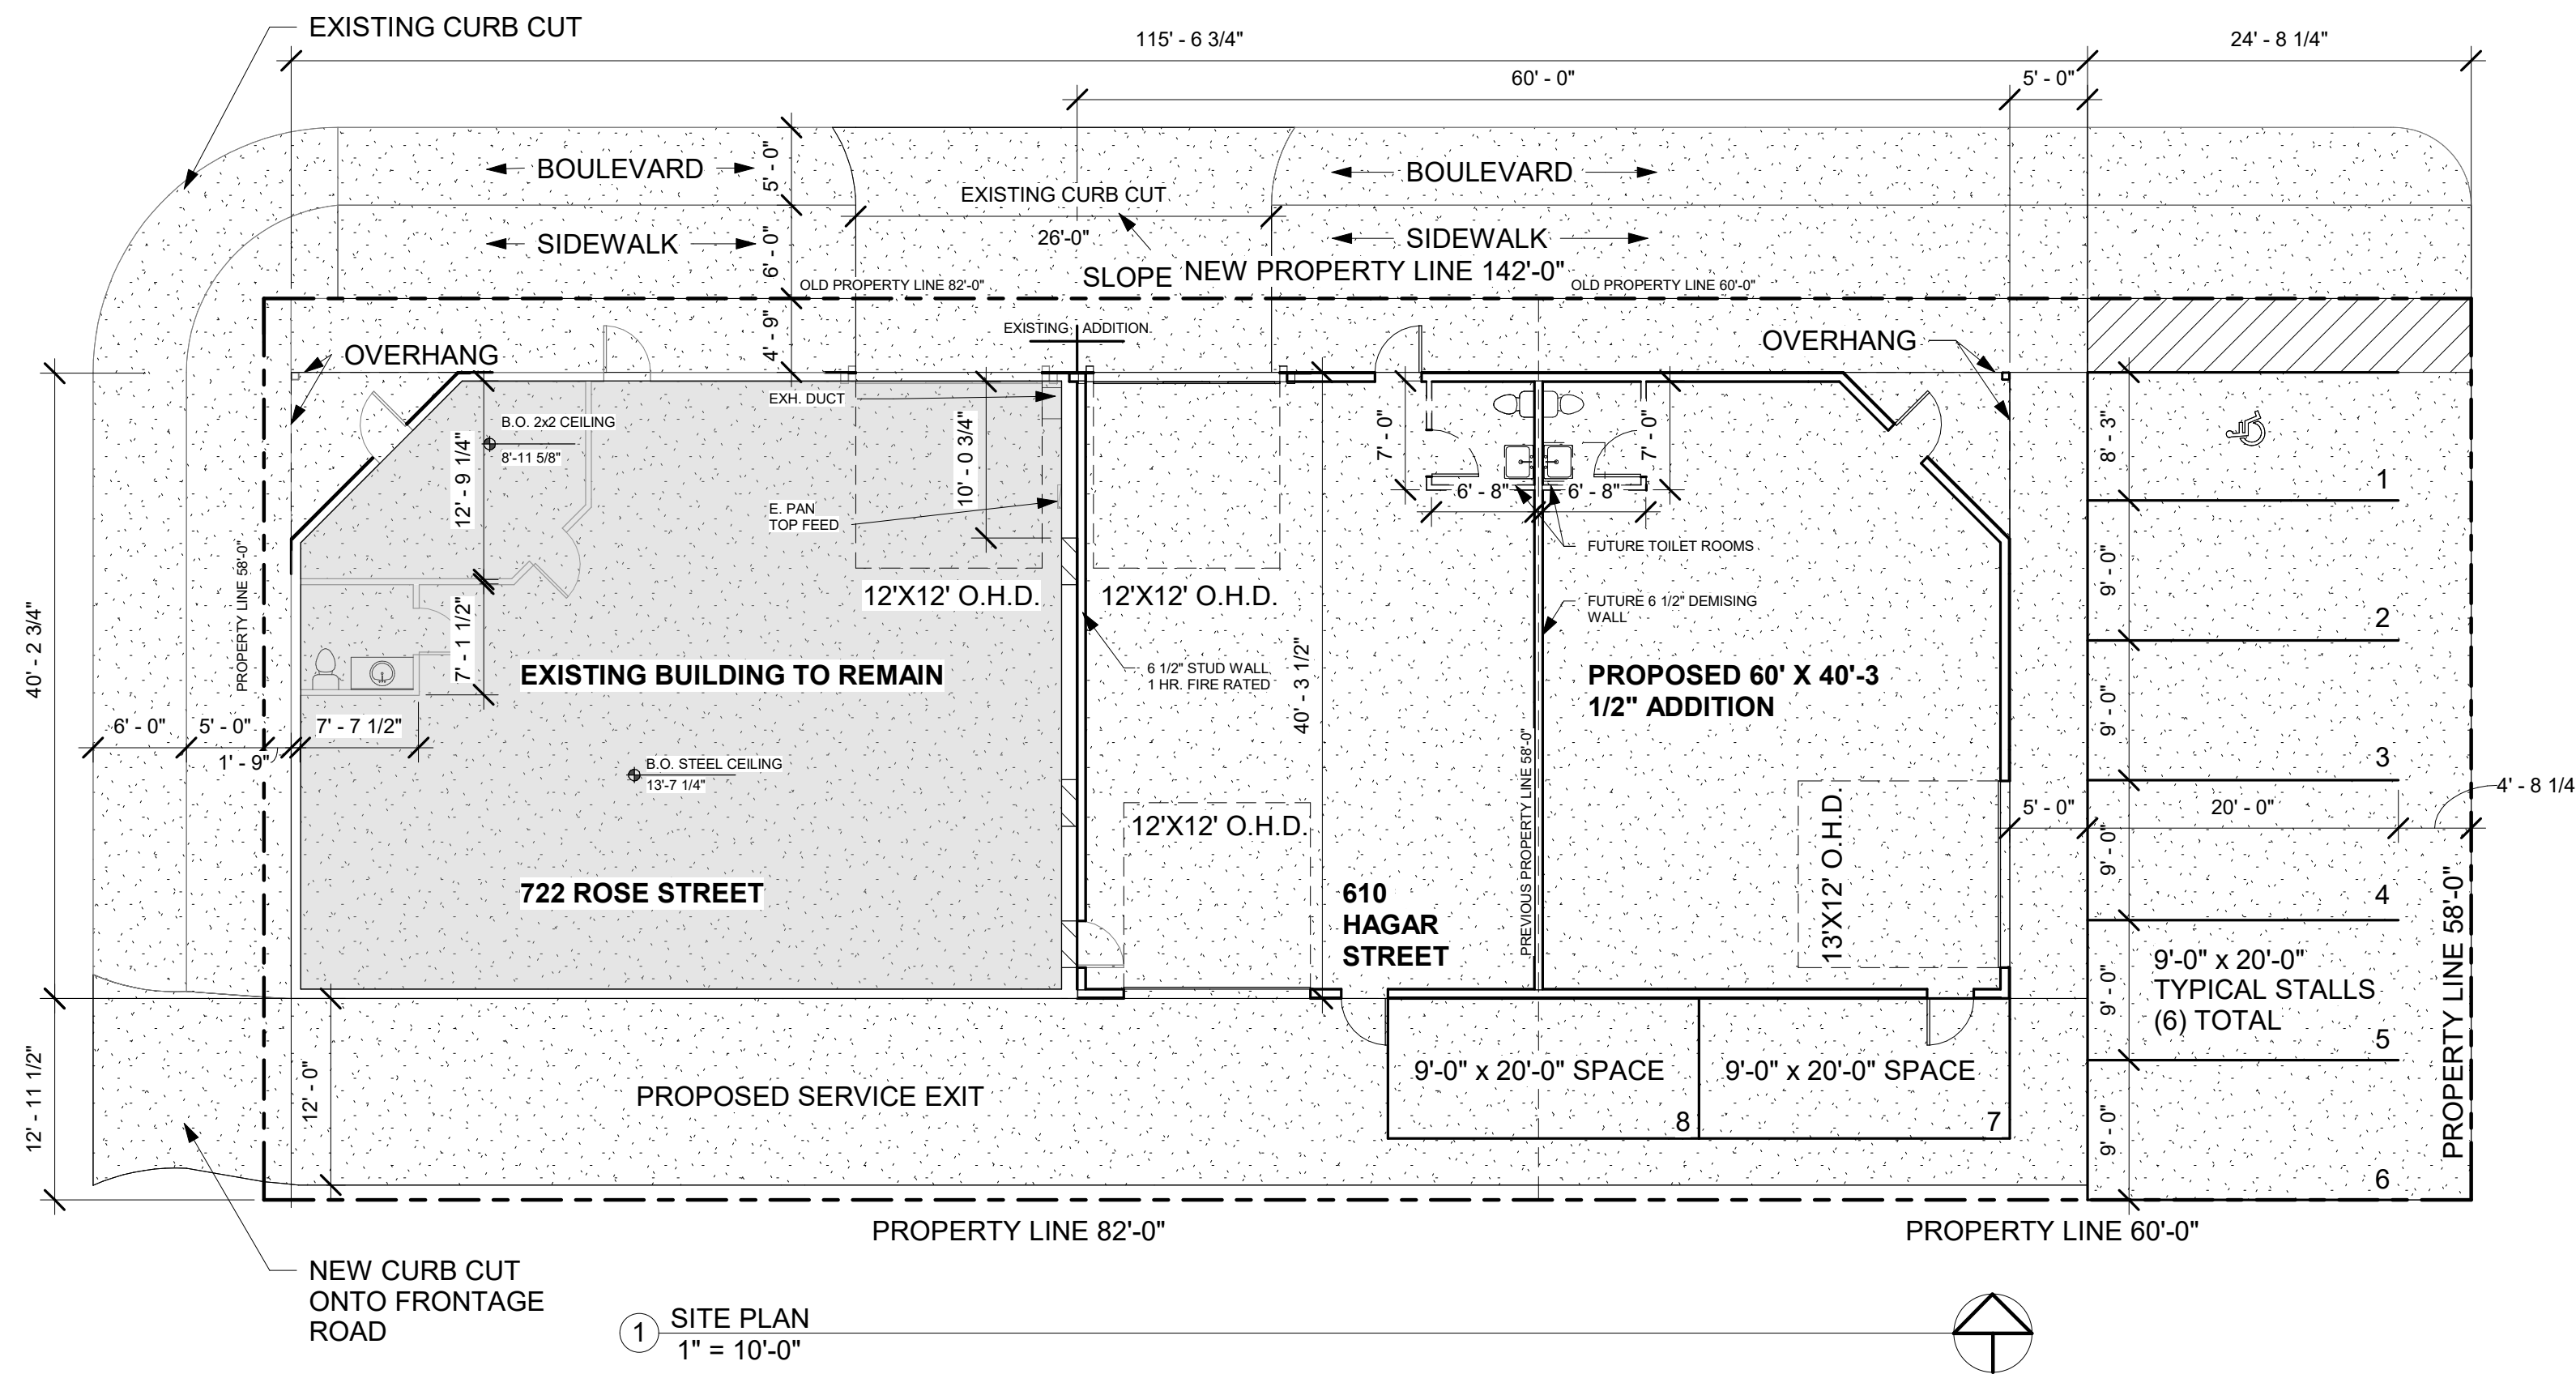 EXISTING CURB CUT
115' - 6 3/4"
24' - 8 1/4"
60' - 0"
5' - 0"
BOULEVARD
5' - 0"
EXISTING CURB CUT
BOULEVARD
SIDEWALK
6' - 0"
26'-0"
SIDEWALK
SLOPE
NEW PROPERTY LINE 142'-0"
OLD PROPERTY LINE 82'-0"
OLD PROPERTY LINE 60'-0"
4' - 9"
EXISTING
ADDITION
OVERHANG
OVERHANG
EXH. DUCT
B.O. 2x2 CEILING
8'-11 5/8"
12' - 9 1/4"
10' - 0 3/4"
7' - 0"
7' - 0"
8' - 3"
1
E. PAN
TOP FEED
6' - 8"
6' - 8"
FUTURE TOILET ROOMS
PROPERTY LINE 58'-0"
12'X12' O.H.D.
12'X12' O.H.D.
FUTURE 6 1/2" DEMISING
WALL
9' - 0"
2
40' - 2 3/4"
7' - 11 1/2"
EXISTING BUILDING TO REMAIN
6 1/2" STUD WALL
1 HR. FIRE RATED
40' - 3 1/2"
PROPOSED 60' X 40'-3
1/2" ADDITION
9' - 0"
3
6' - 0"
5' - 0"
7' - 7 1/2"
1' - 9"
B.O. STEEL CEILING
13'-7 1/4"
PREVIOUS PROPERTY LINE 58'-0"
12'X12' O.H.D.
13'X12' O.H.D.
5' - 0"
20' - 0"
4' - 8 1/4
9' - 0"
4
722 ROSE STREET
610
HAGAR
STREET
PROPERTY LINE 58'-0"
9' - 0"
9'-0" x 20'-0"
TYPICAL STALLS
(6) TOTAL
5
12' - 11 1/2"
12' - 0"
PROPOSED SERVICE EXIT
9'-0" x 20'-0" SPACE
8
9'-0" x 20'-0" SPACE
7
9' - 0"
6
PROPERTY LINE 82'-0"
PROPERTY LINE 60'-0"
NEW CURB CUT
ONTO FRONTAGE
ROAD
1
SITE PLAN
1" = 10'-0"